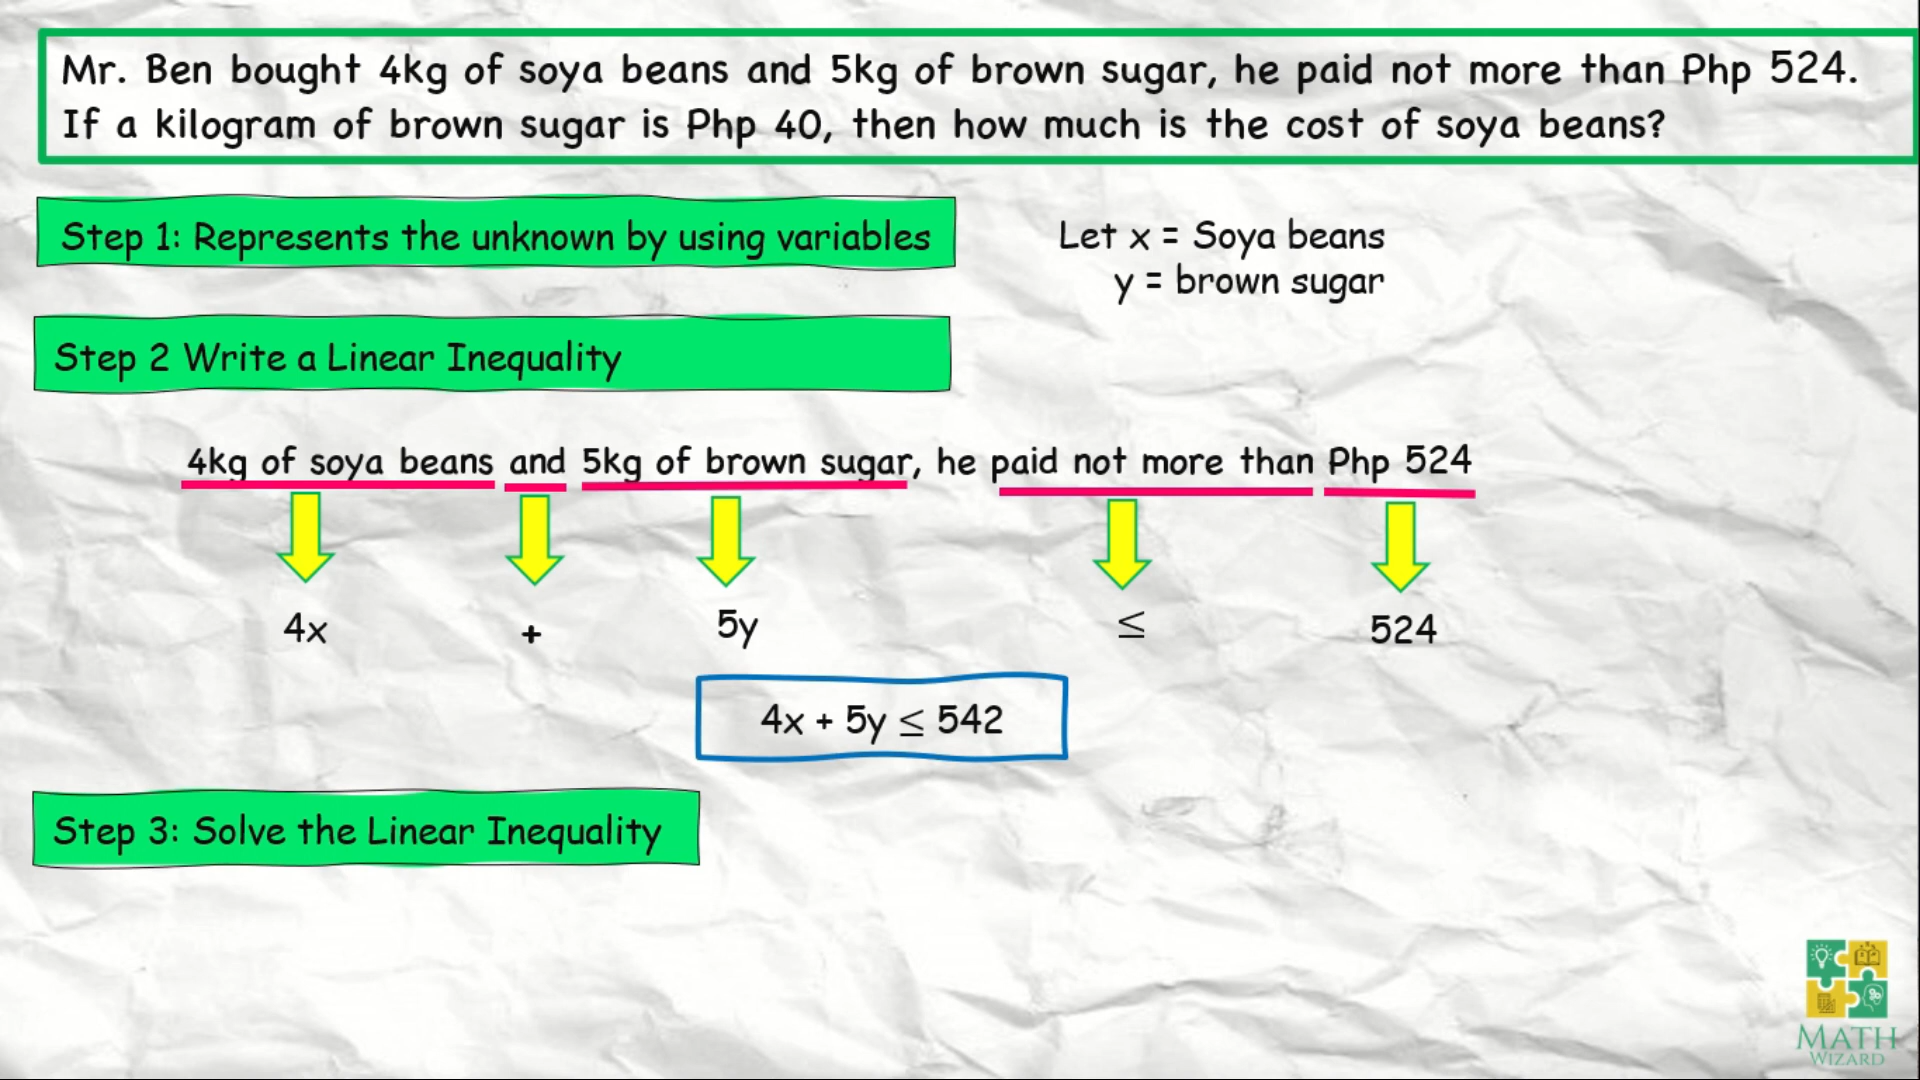 Mr. Ben bought 4kg of soya beans and 5kg of brown sugar, he paid not more than Php 524.
If a kilogram of brown sugar is Php 40, then how much is the cost of soya beans?
Step 1: Represents the unknown by using variables
Let x = Soya beans
y = brown sugar
Step 2 Write a Linear Inequality
4kg of soya beans and 5kg of brown sugar, he paid not more than Php 524
4x + 5y ≤ 524
4x + 5y ≤ 542
Step 3: Solve the Linear Inequality
MATH
WIZARD